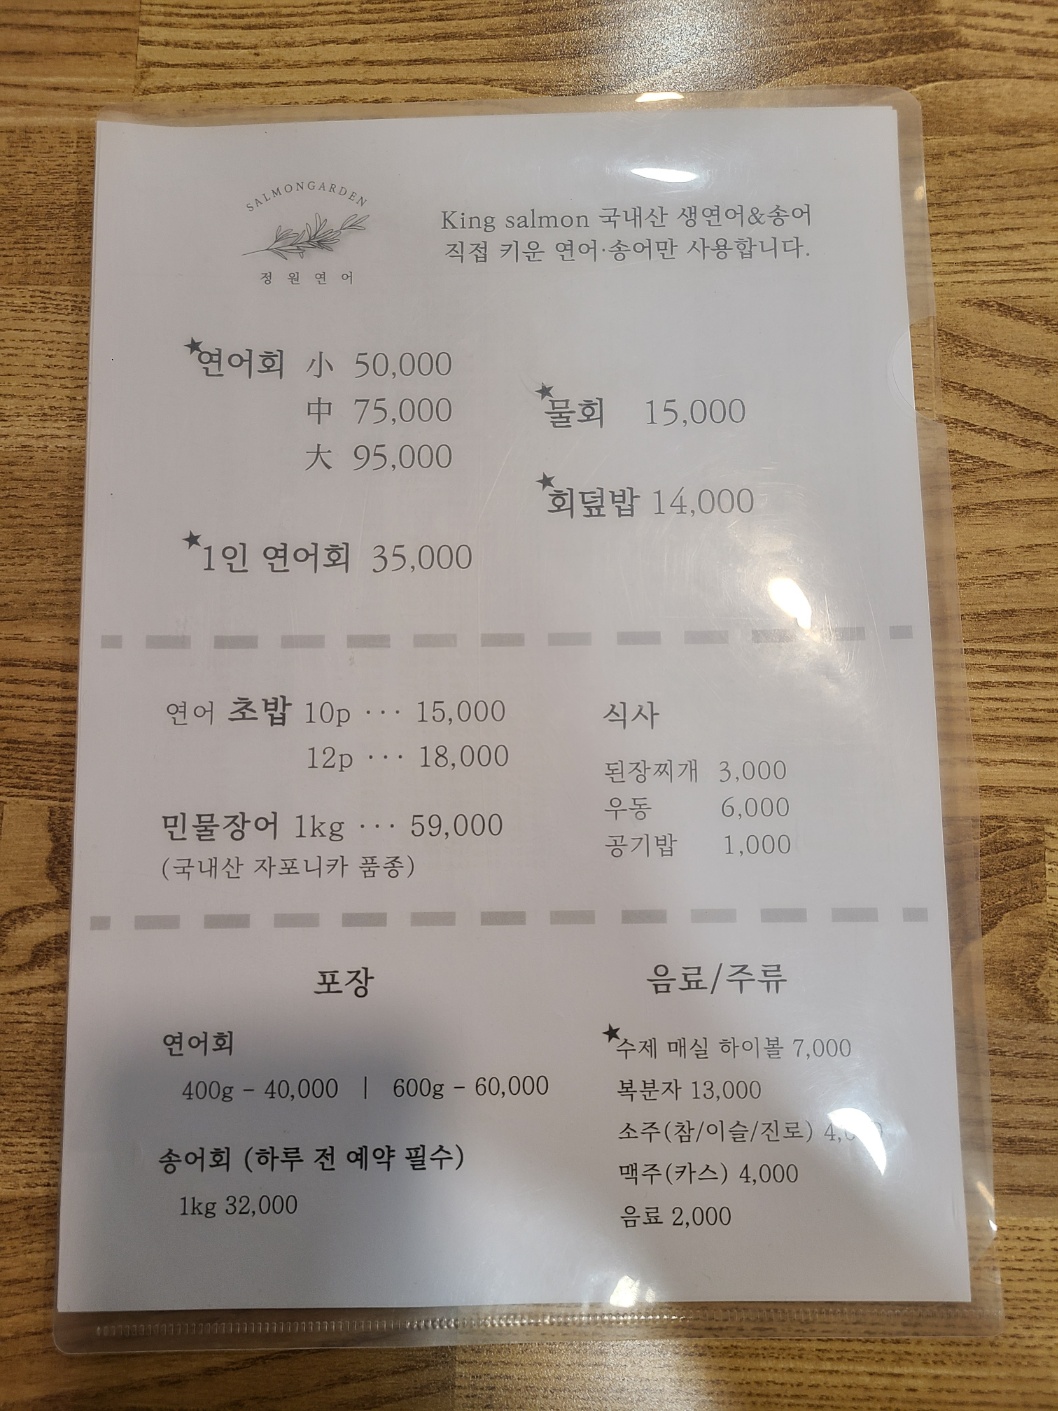 SALMONGARDEN
정원연어
King salmon 국내산 생연어&송어
직접 키운 연어·송어만 사용합니다.
★연어회 小 50,000
中 75,000
大 95,000
★1인 연어회 35,000
★물회 15,000
★회덮밥 14,000
연어 초밥 10p ··· 15,000
12p ··· 18,000
민물장어 1kg ··· 59,000
(국내산 자포니카 품종)
식사
된장찌개 3,000
우동 6,000
공기밥 1,000
포장
연어회
400g - 40,000 | 600g - 60,000
송어회 (하루 전 예약 필수)
1kg 32,000
음료/주류
★수제 매실 하이볼 7,000
복분자 13,000
소주(참/이슬/진로)
맥주(카스) 4,000
음료 2,000